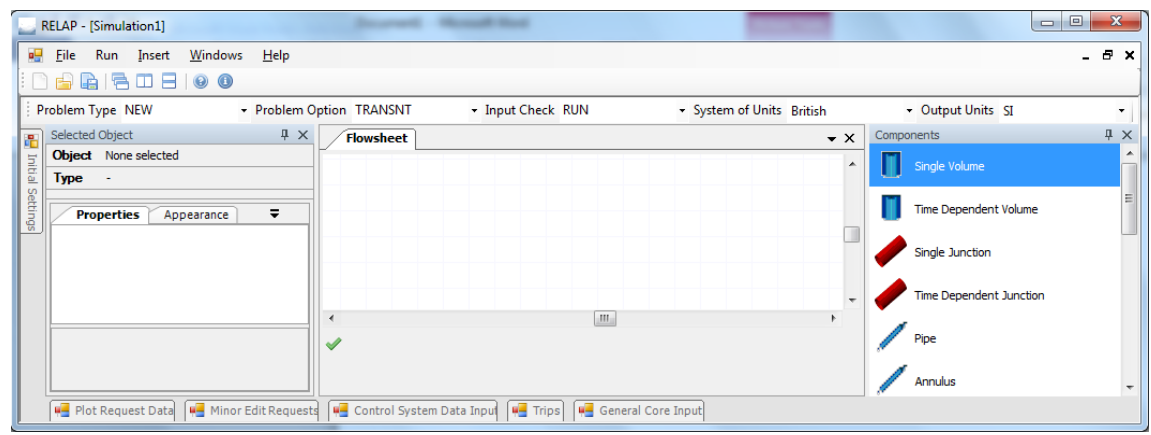 RELAP - [Simulation1]
File Run Insert Windows Help
Problem Type NEW Problem Option TRANSNT Input Check RUN System of Units British Output Units SI
Initial Settings
Selected Object
Object None selected
Type -
Properties Appearance
Flowsheet
Components
Single Volume
Time Dependent Volume
Single Junction
Time Dependent Junction
Pipe
Annulus
Plot Request Data Minor Edit Requests Control System Data Input Trips General Core Input